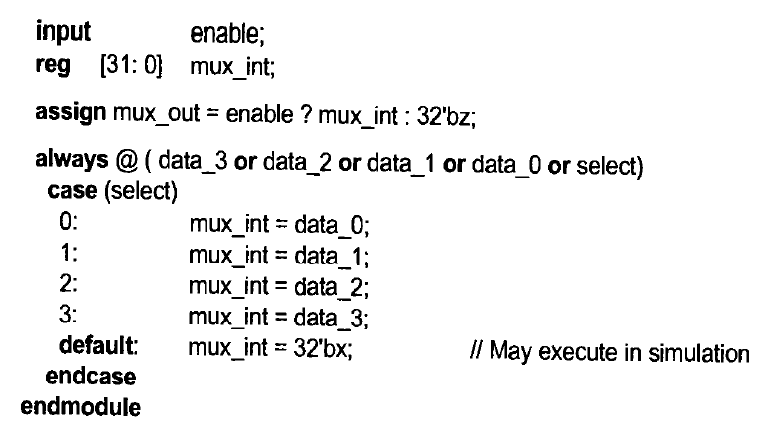 input enable;
reg [31: 0] mux_int;
assign mux_out = enable ? mux_int : 32'bz;
always @ ( data_3 or data_2 or data_1 or data_0 or select)
case (select)
0: mux_int = data_0;
1: mux_int = data_1;
2: mux_int = data_2;
3: mux_int = data_3;
default: mux_int = 32'bx; // May execute in simulation
endcase
endmodule